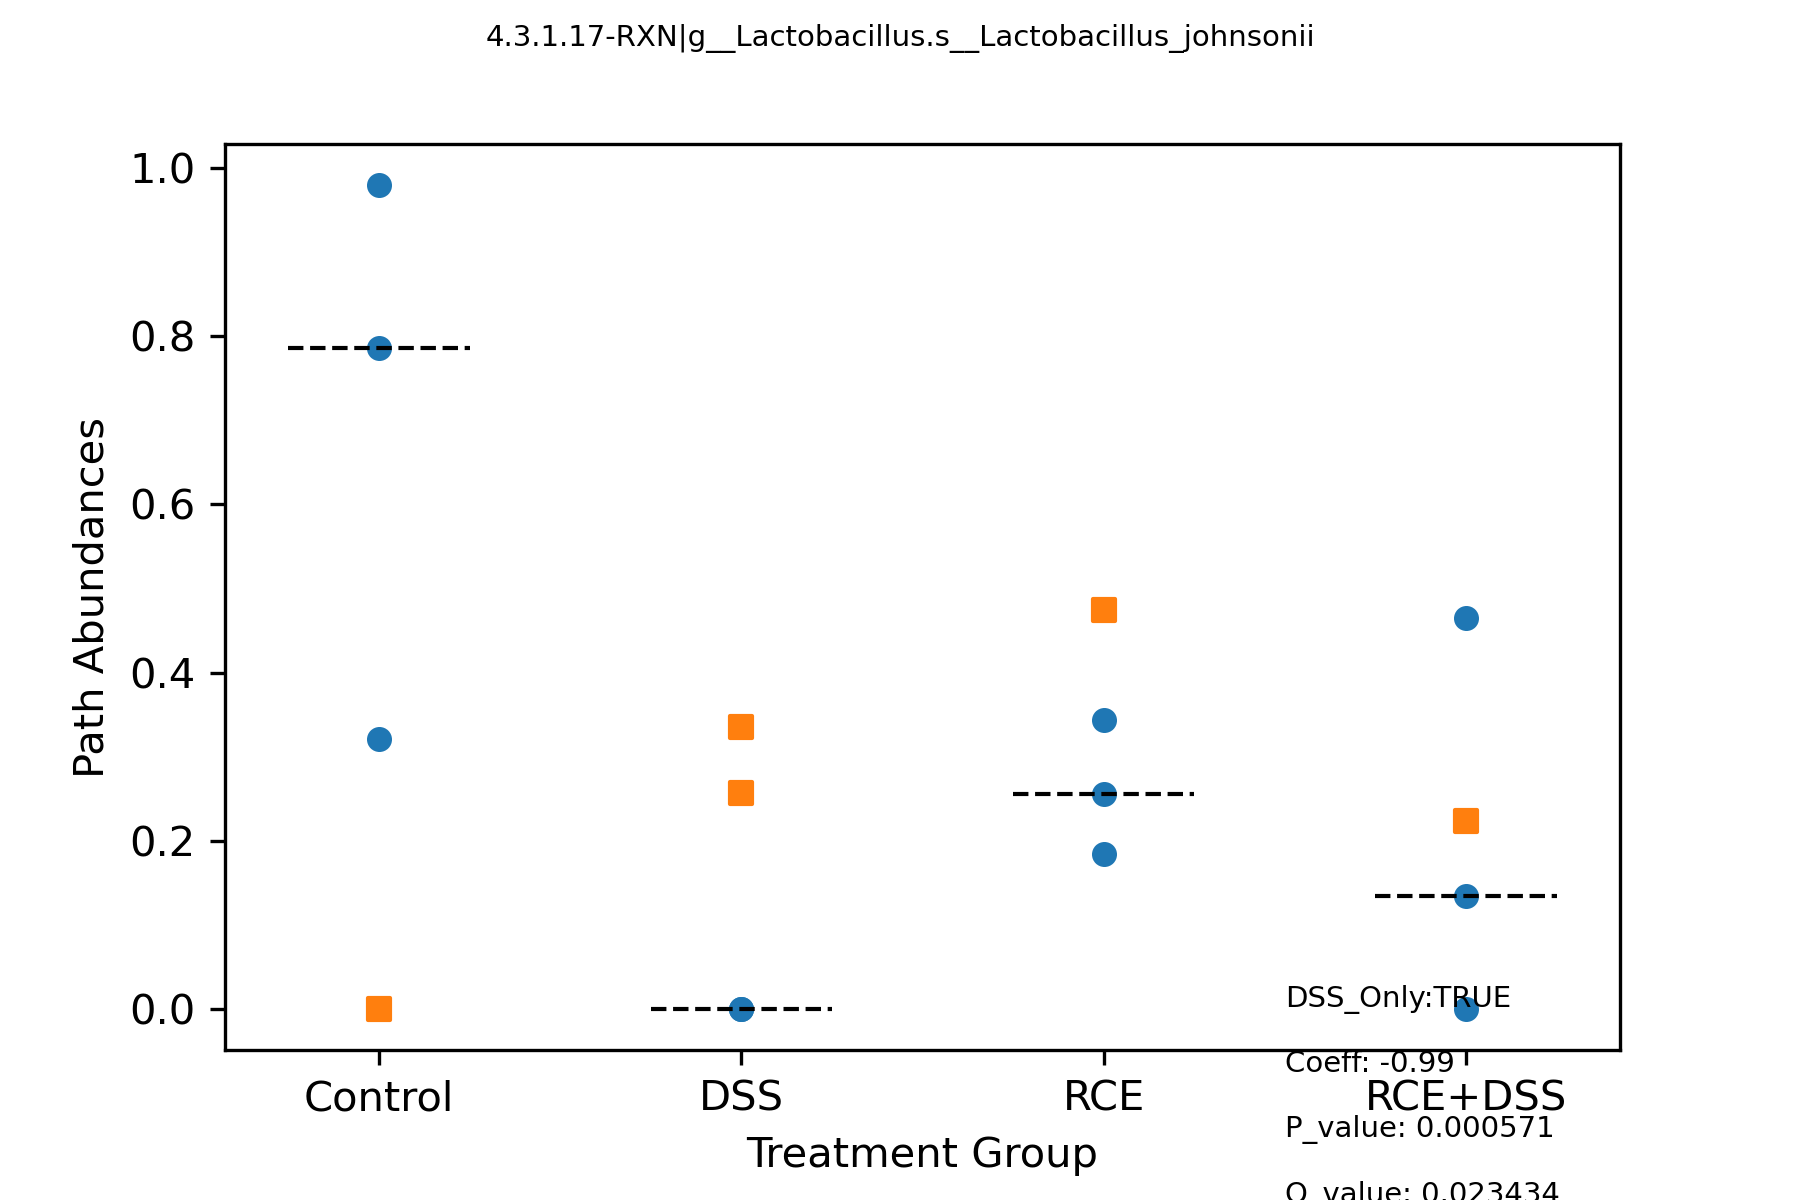 4.3.1.17-RXN|g__Lactobacillus.s__Lactobacillus_johnsonii
1.0
0.8
0.6
0.4
0.2
0.0
Path Abundances
Control DSS RCE RCE+DSS
Treatment Group
DSS_Only:TRUE
Coeff: -0.99
P_value: 0.000571
Q_value: 0.023434